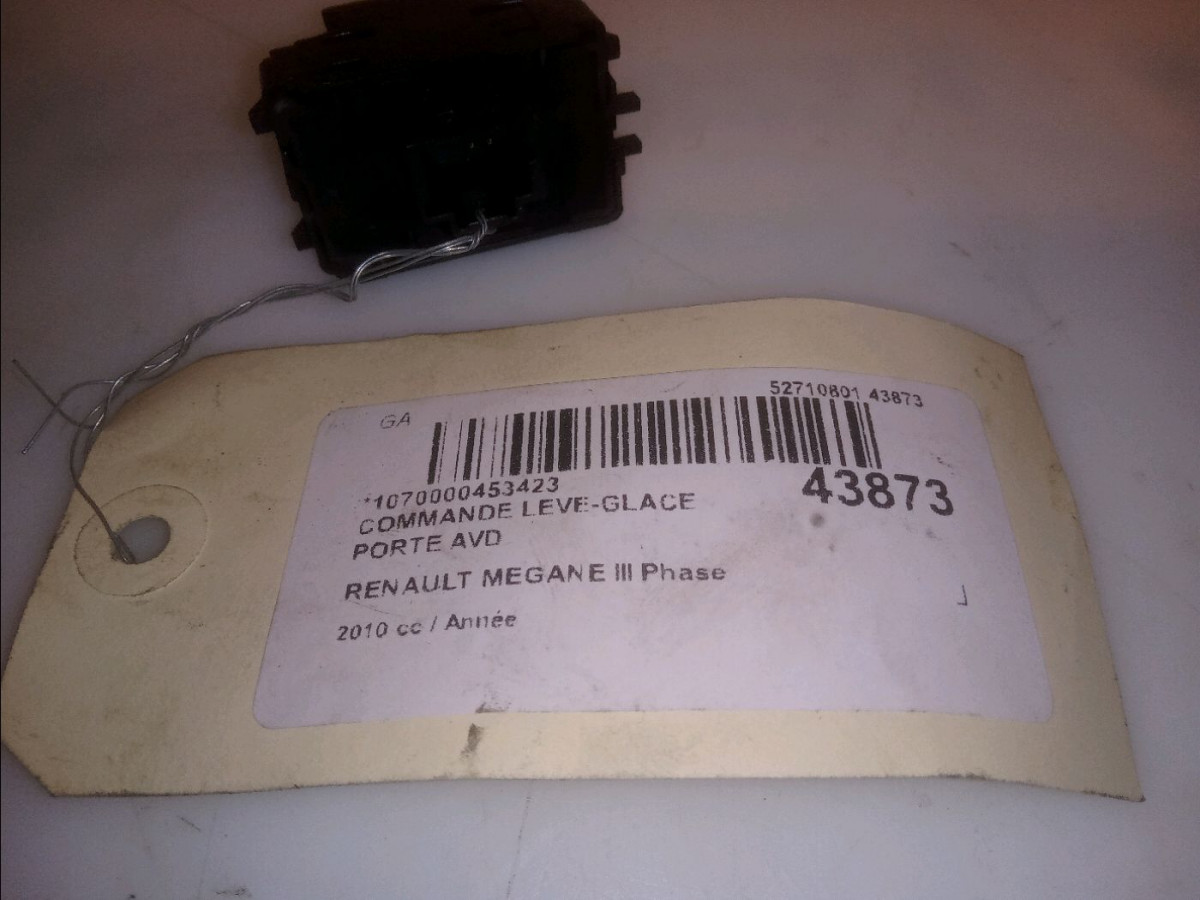 52710801 43873
GA
*1070000453423
43873
COMMANDE LEVE-GLACE
PORTE AVD
RENAULT MEGANE III Phase
2010 cc / Année